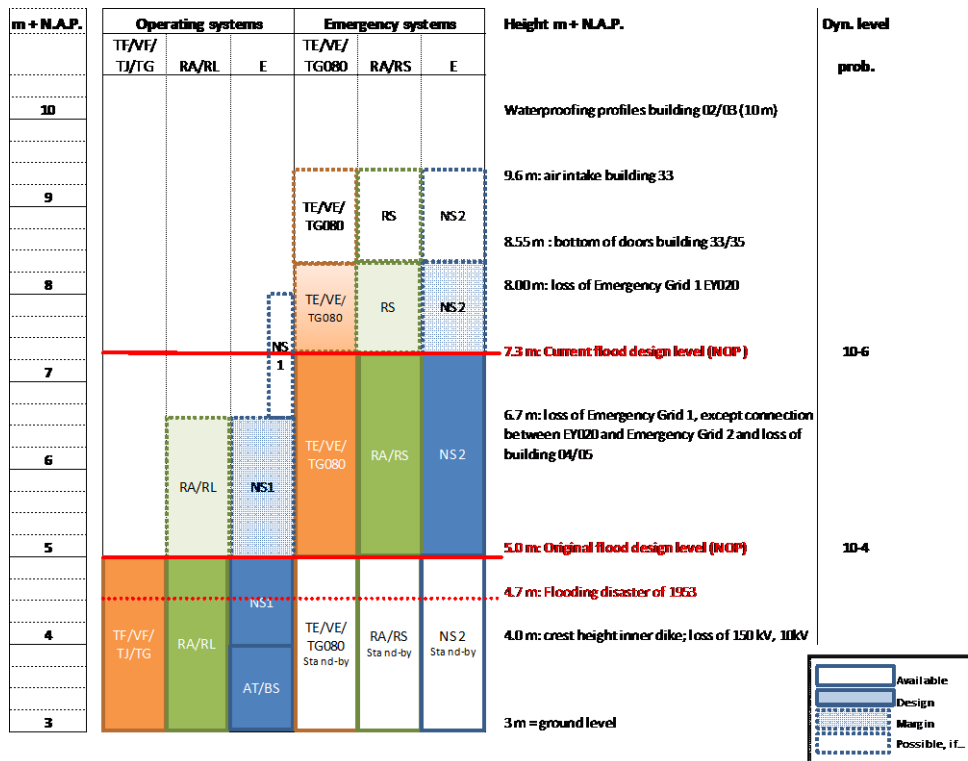 m + N.A.P.
Operating systems
Emergency systems
Height m + N.A.P.
Dyn. level
TF/VF/
TJ/TG
RA/RL
E
TE/VE/
TG080
RA/RS
E
prob.
10
Waterproofing profiles building 02/03 (10 m)
9.6 m: air intake building 33
9
TE/VE/
TG080
RS
NS2
8.55 m : bottom of doors building 33/35
8
8.00 m: loss of Emergency Grid 1 EY020
TE/VE/
TG080
RS
NS2
NS
1
7.3 m: Current flood design level (NOP )
10-6
7
6.7 m: loss of Emergency Grid 1, except connection
between EY020 and Emergency Grid 2 and loss of
building 04/05
6
TE/VE/
TG080
RA/RS
NS2
RA/RL
NS1
5
5.0 m: Original flood design level (NOP)
10-4
4.7 m: Flooding disaster of 1953
NS1
4
TF/VF/
TJ/TG
RA/RL
TE/VE/
TG080
Stand-by
RA/RS
Stand-by
NS2
Stand-by
4.0 m: crest height inner dike; loss of 150 kV, 10kV
AT/BS
3
3 m = ground level
Available
Design
Margin
Possible, if...